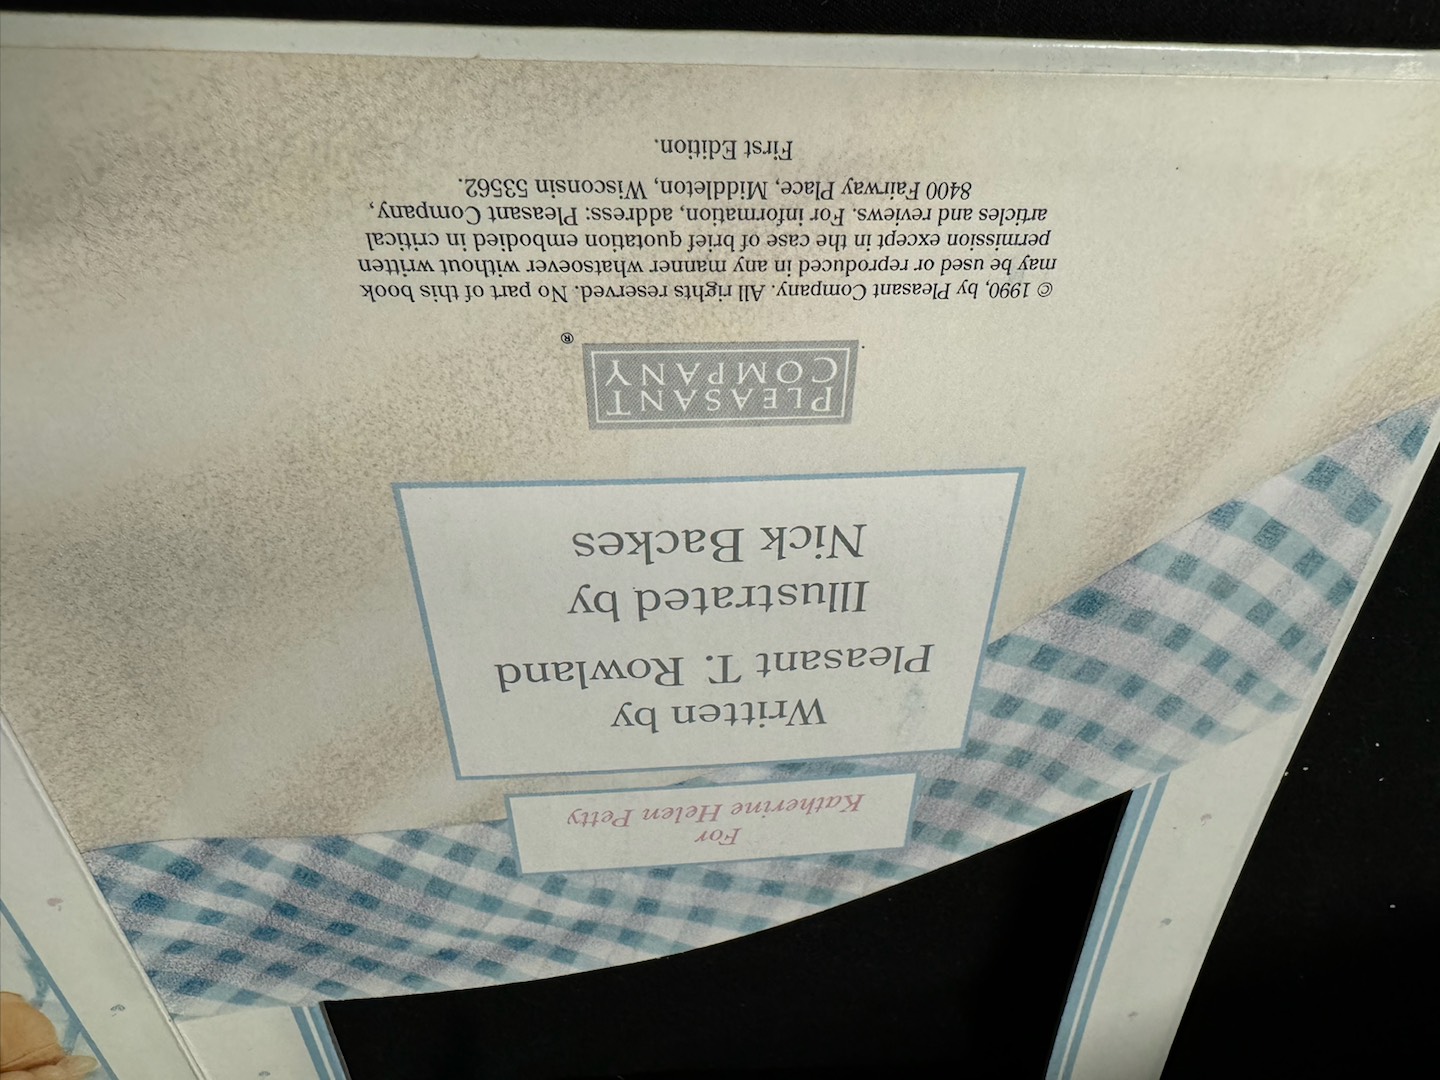 For
Katherine Helen Petty
Written by
Pleasant T. Rowland
Illustrated by
Nick Backes
PLEASANT
COMPANY
®
© 1990, by Pleasant Company. All rights reserved. No part of this book
may be used or reproduced in any manner whatsoever without written
permission except in the case of brief quotation embodied in critical
articles and reviews. For information, address: Pleasant Company,
8400 Fairway Place, Middleton, Wisconsin 53562.
First Edition.